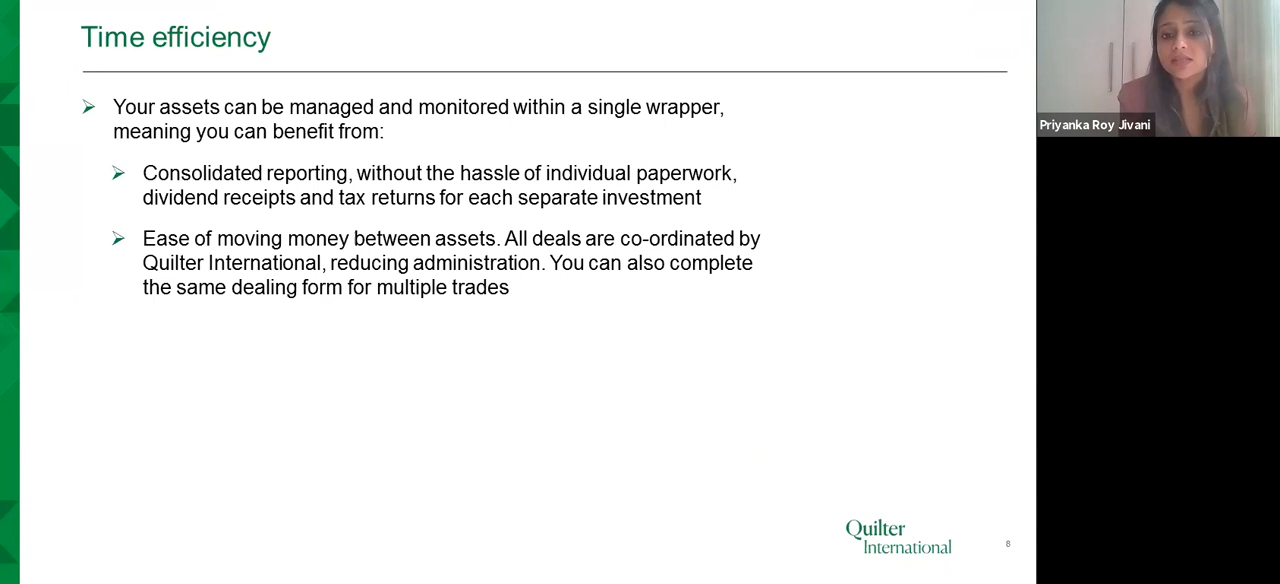 Time efficiency
Your assets can be managed and monitored within a single wrapper,
meaning you can benefit from:
Consolidated reporting, without the hassle of individual paperwork,
dividend receipts and tax returns for each separate investment
Ease of moving money between assets. All deals are co-ordinated by
Quilter International, reducing administration. You can also complete
the same dealing form for multiple trades
Quilter
International
8
Priyanka Roy Jivani